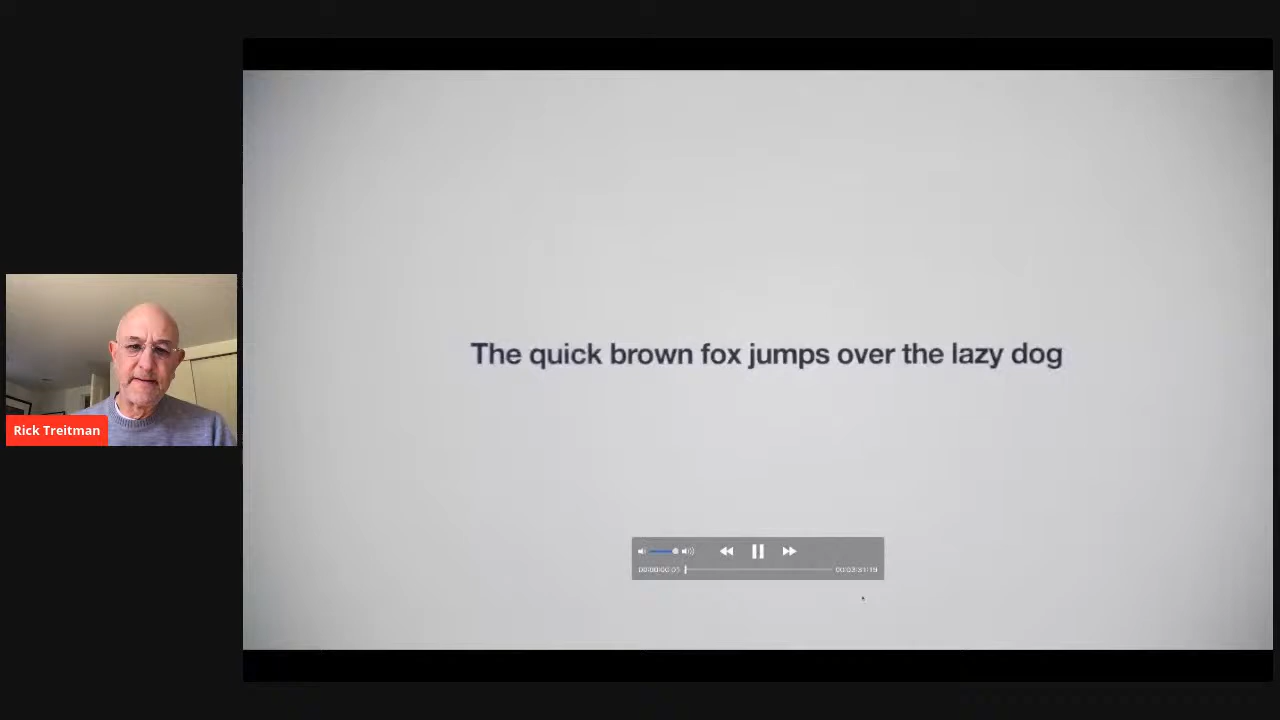 The quick brown fox jumps over the lazy dog
Rick Treitman